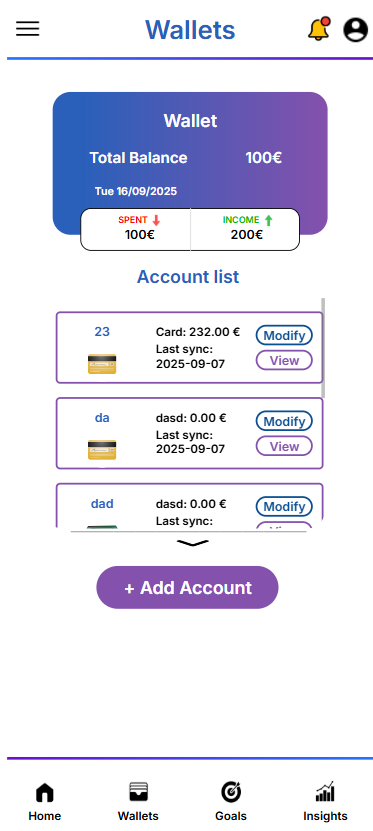 Wallets
Wallet
Total Balance 100€
Tue 16/09/2025
SPENT INCOME
100€ 200€
Account list
23
Card: 232.00 €
Last sync:
2025-09-07
Modify
View
da
dasd: 0.00 €
Last sync:
2025-09-07
Modify
View
dad
dasd: 0.00 €
Last sync:
Modify
+ Add Account
Home Wallets Goals Insights